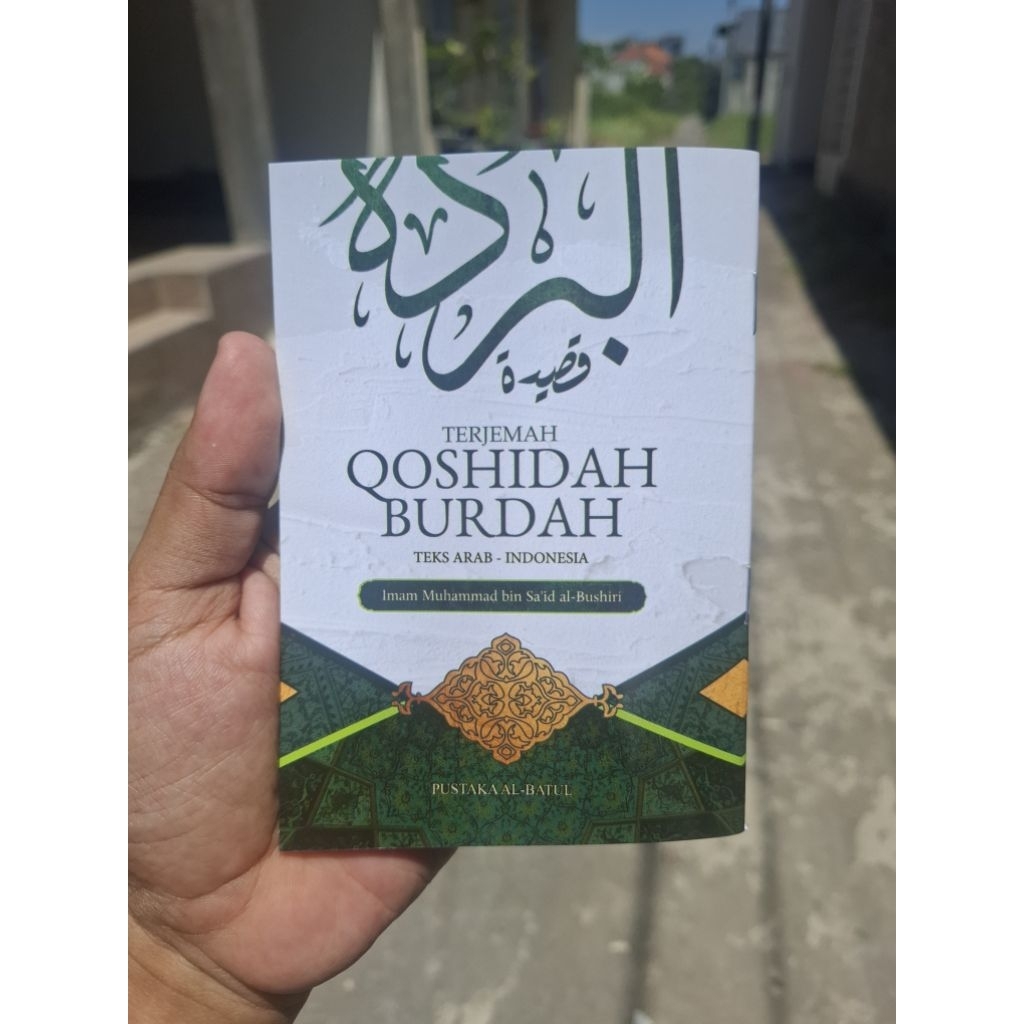 البردة
قصيدة
TERJEMAH
QOSHIDAH
BURDAH
TEKS ARAB - INDONESIA
Imam Muhammad bin Sa'id al-Bushiri
PUSTAKA AL-BATUL